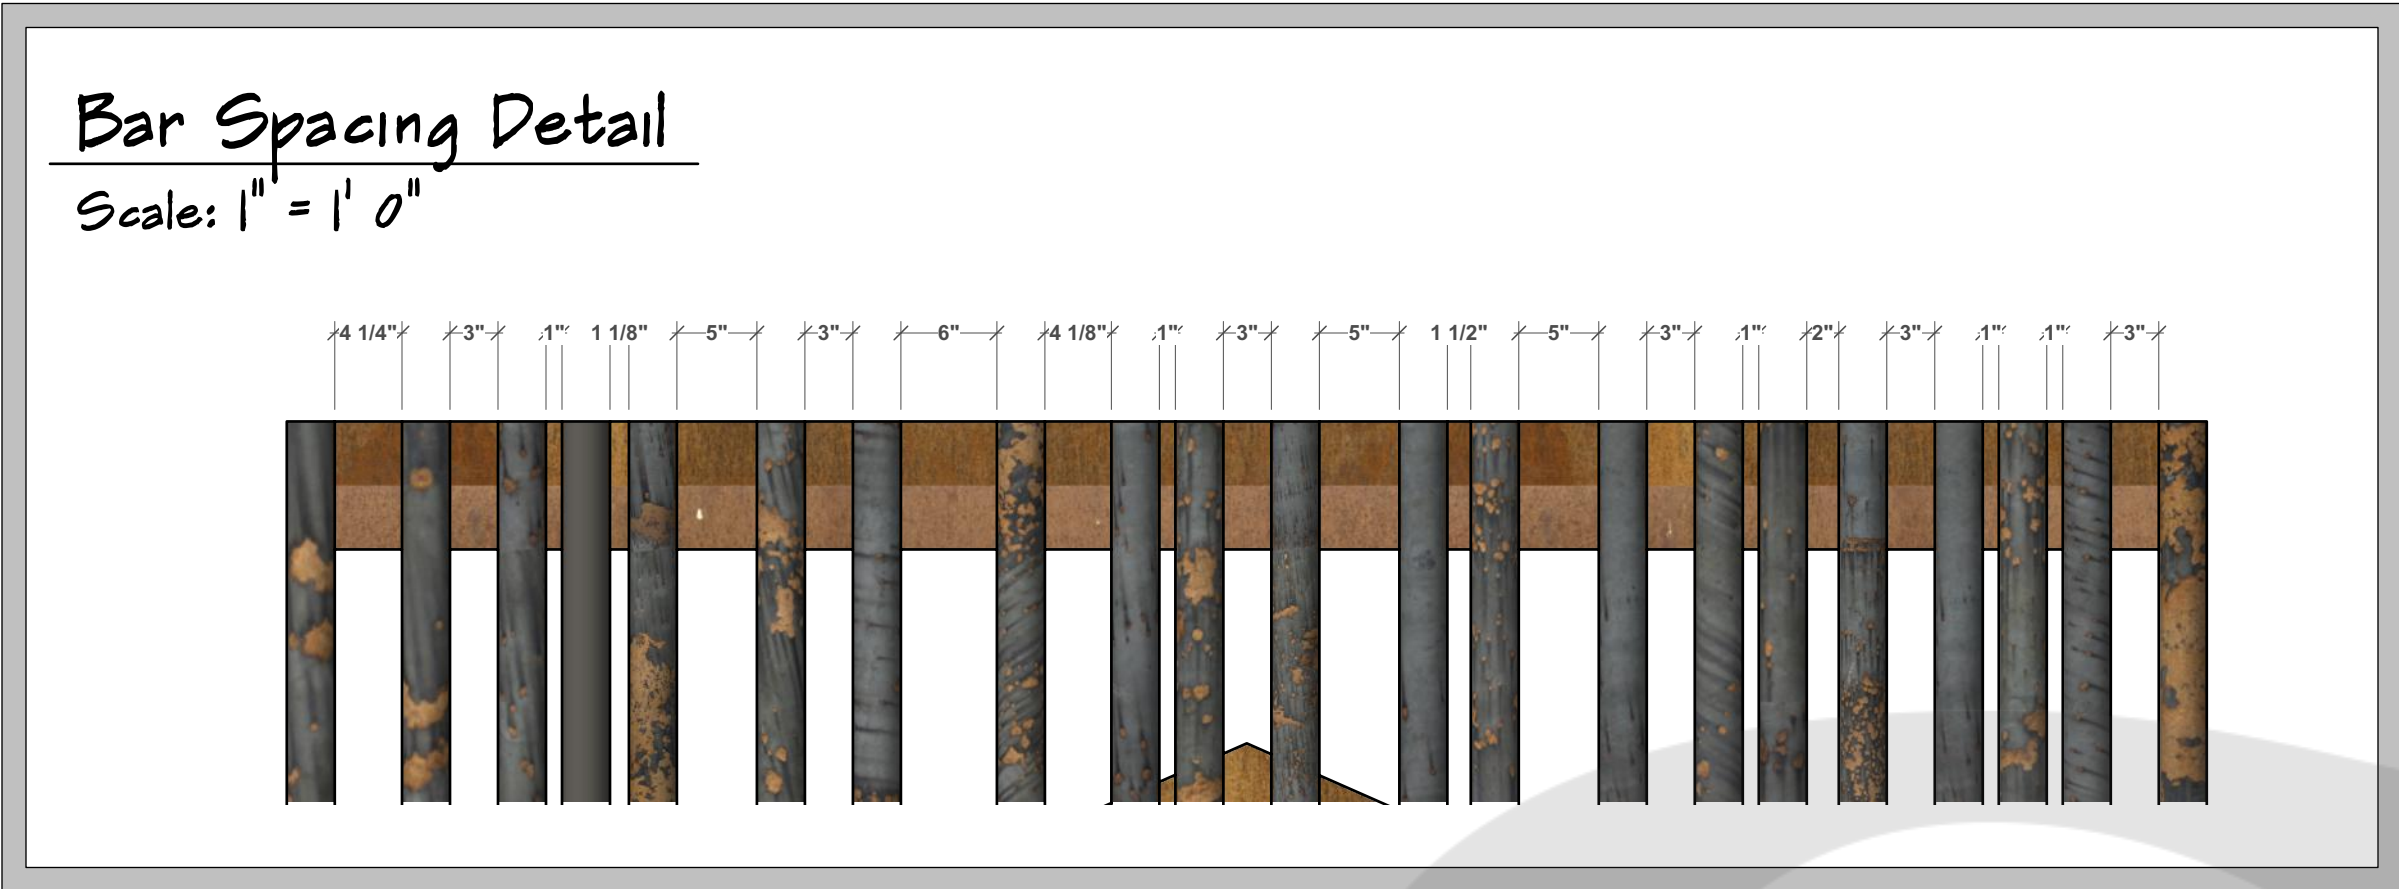 Bar Spacing Detail
Scale: 1" = 1' 0"
4 1/4" 3" 1" 1 1/8" 5" 3" 6" 4 1/8" 1" 3" 5" 1 1/2" 5" 3" 1" 2" 3" 1" 1" 3"